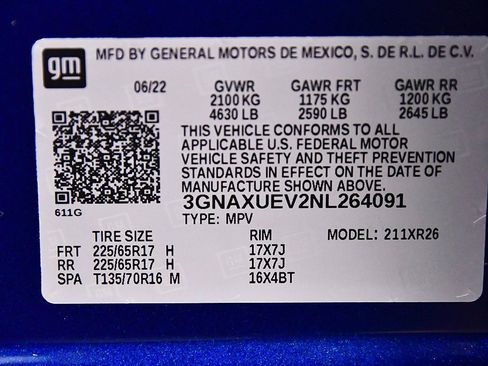 gm
MFD BY GENERAL MOTORS DE MEXICO, S. DE R.L. DE C.V.
06/22 GVWR GAWR FRT GAWR RR
2100 KG 1175 KG 1200 KG
4630 LB 2590 LB 2645 LB
THIS VEHICLE CONFORMS TO ALL
APPLICABLE U.S. FEDERAL MOTOR
VEHICLE SAFETY AND THEFT PREVENTION
STANDARDS IN EFFECT ON THE DATE OF
MANUFACTURE SHOWN ABOVE.
3GNAXUEV2NL264091
611G
TYPE: MPV
TIRE SIZE RIM MODEL: 211XR26
FRT 225/65R17 H 17X7J
RR 225/65R17 H 17X7J
SPA T135/70R16 M 16X4BT